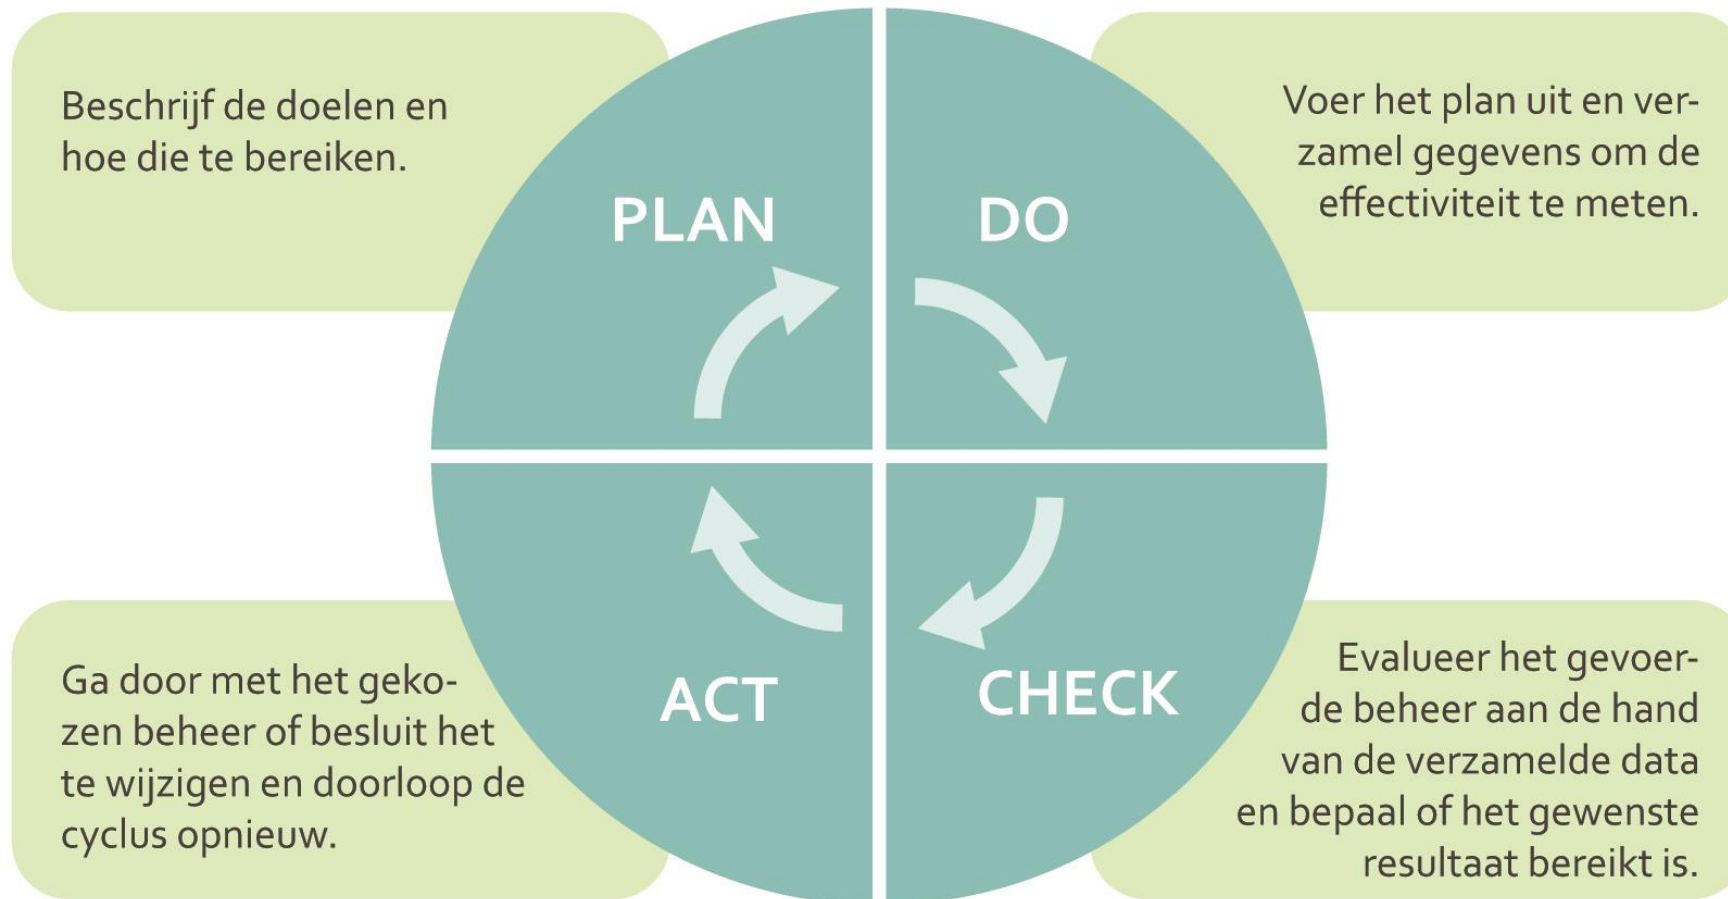 Beschrijf de doelen en
hoe die te bereiken.
PLAN
DO
Voer het plan uit en ver-
zamel gegevens om de
effectiviteit te meten.
Ga door met het geko-
zen beheer of besluit het
te wijzigen en doorloop de
cyclus opnieuw.
ACT
CHECK
Evalueer het gevoer-
de beheer aan de hand
van de verzamelde data
en bepaal of het gewenste
resultaat bereikt is.